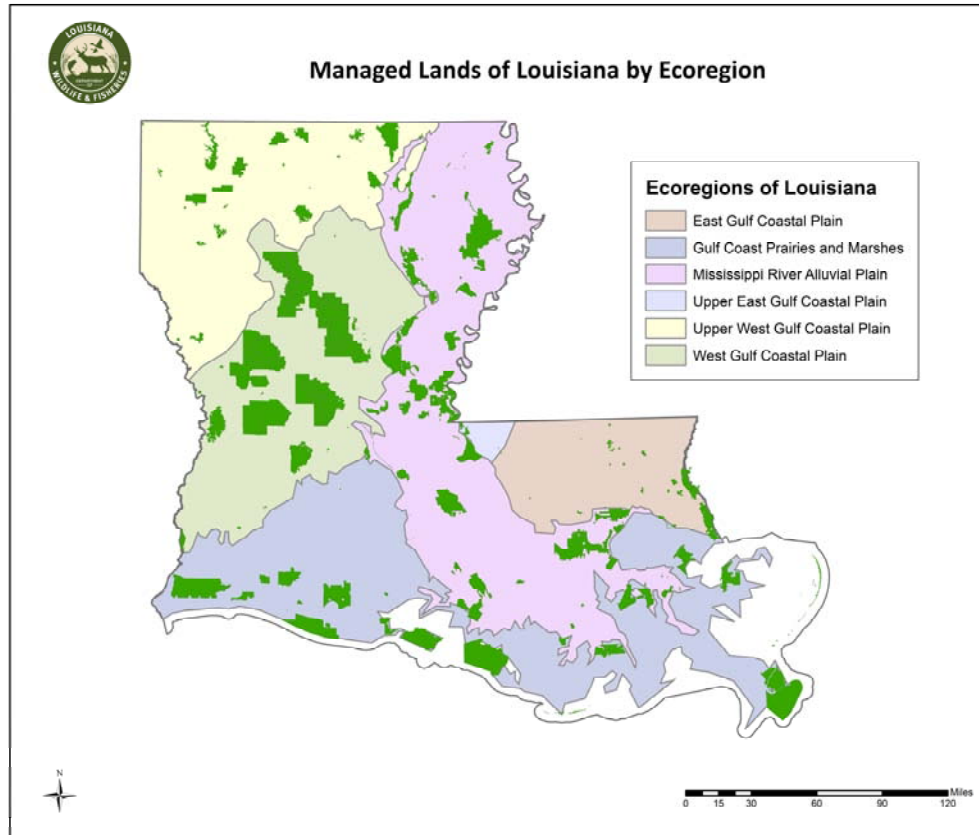 LOUISIANA
DEPARTMENT
OF
WILDLIFE & FISHERIES
Managed Lands of Louisiana by Ecoregion
Ecoregions of Louisiana
East Gulf Coastal Plain
Gulf Coast Prairies and Marshes
Mississippi River Alluvial Plain
Upper East Gulf Coastal Plain
Upper West Gulf Coastal Plain
West Gulf Coastal Plain
N
Miles
0 15 30 60 90 120